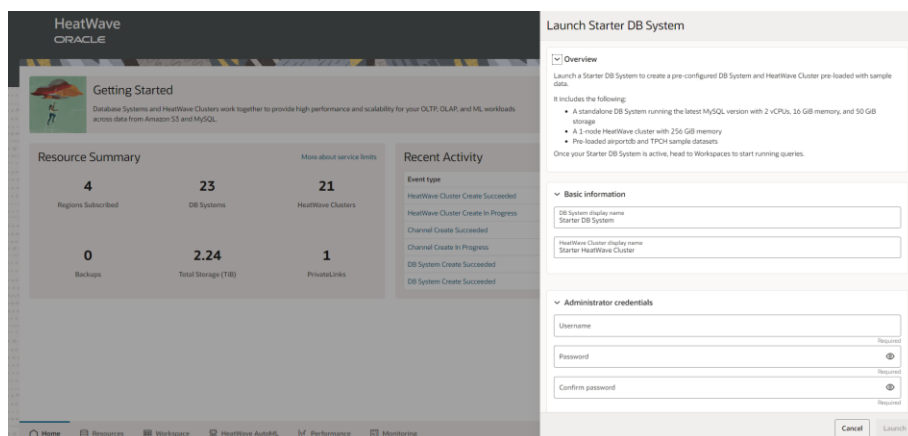 HeatWave
ORACLE
Getting Started
Database Systems and HeatWave Clusters work together to provide high performance and scalability for your OLTP, OLAP, and ML workloads
across data from Amazon S3 and MySQL.
Resource Summary
More about service limits
4
Regions Subscribed
23
DB Systems
21
HeatWave Clusters
0
Backups
2.24
Total Storage (TiB)
1
PrivateLinks
Recent Activity
Event type
HeatWave Cluster Create Succeeded
HeatWave Cluster Create In Progress
Channel Create Succeeded
Channel Create In Progress
DB System Create Succeeded
DB System Create Succeeded
Home Resources Workspace HeatWave AutoML Performance Monitoring
Launch Starter DB System
Overview
Launch a Starter DB System to create a pre-configured DB System and HeatWave Cluster pre-loaded with sample
data.
It includes the following:
• A standalone DB System running the latest MySQL version with 2 vCPUs, 16 GiB memory, and 50 GiB
storage
• A 1-node HeatWave cluster with 256 GiB memory
• Pre-loaded airportdb and TPCH sample datasets
Once your Starter DB System is active, head to Workspaces to start running queries.
Basic information
DB System display name
Starter DB System
HeatWave Cluster display name
Starter HeatWave Cluster
Administrator credentials
Username
Required
Password
Required
Confirm password
Required
Cancel Launch